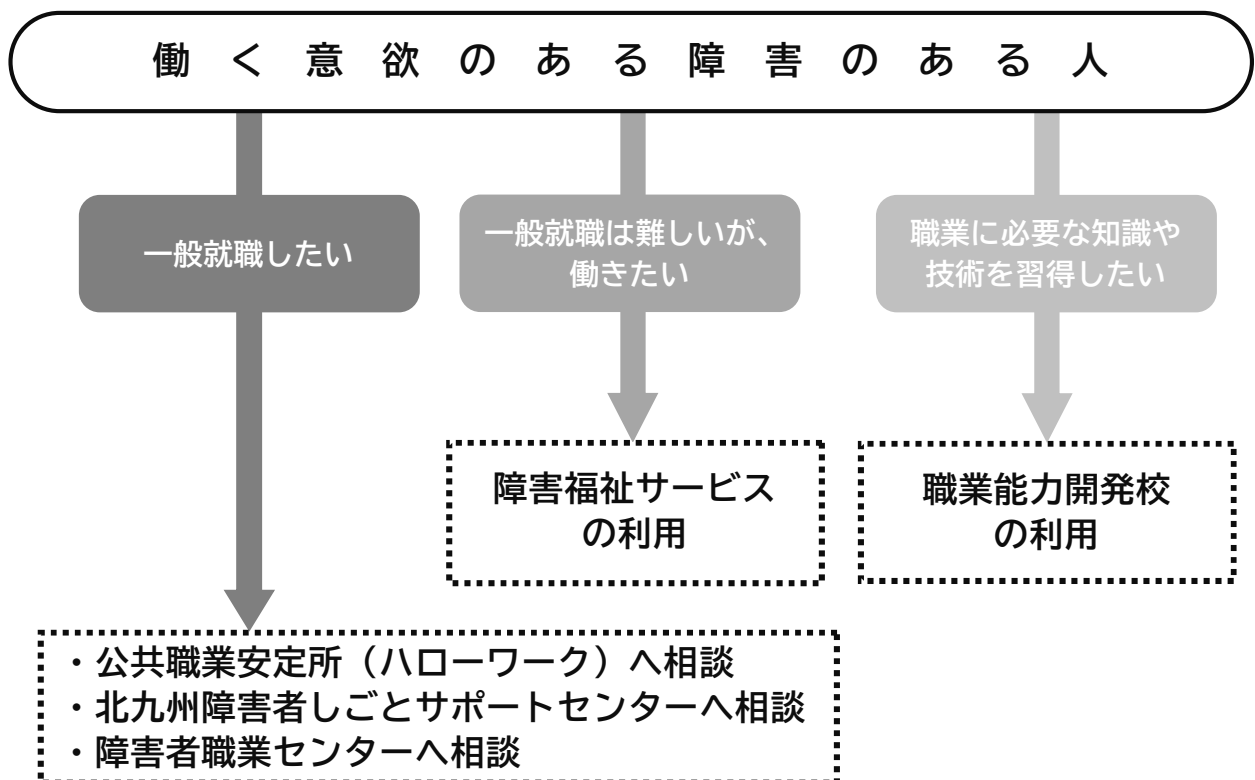 働く意欲のある障害のある人
一般就職したい
一般就職は難しいが、
働きたい
職業に必要な知識や
技術を習得したい
障害福祉サービス
の利用
職業能力開発校
の利用
・公共職業安定所（ハローワーク）へ相談
・北九州障害者しごとサポートセンターへ相談
・障害者職業センターへ相談